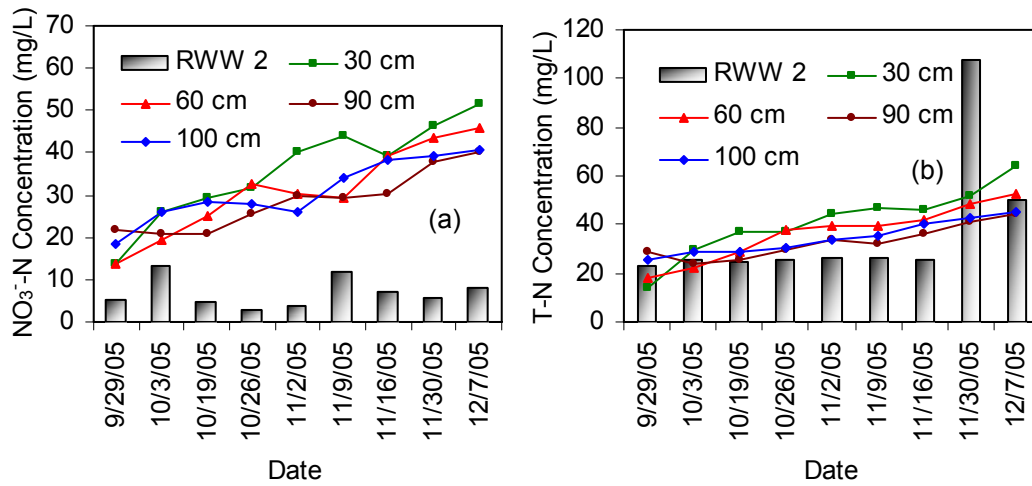 NO₃⁻-N Concentration (mg/L)
70
60
50
40
30
20
10
0
RWW 2
30 cm
60 cm
90 cm
100 cm
(a)
9/29/05
10/3/05
10/19/05
10/26/05
11/2/05
11/9/05
11/16/05
11/30/05
12/7/05
Date
T-N Concentration (mg/L)
120
100
80
60
40
20
0
RWW 2
30 cm
60 cm
90 cm
100 cm
(b)
9/29/05
10/3/05
10/19/05
10/26/05
11/2/05
11/9/05
11/16/05
11/30/05
12/7/05
Date